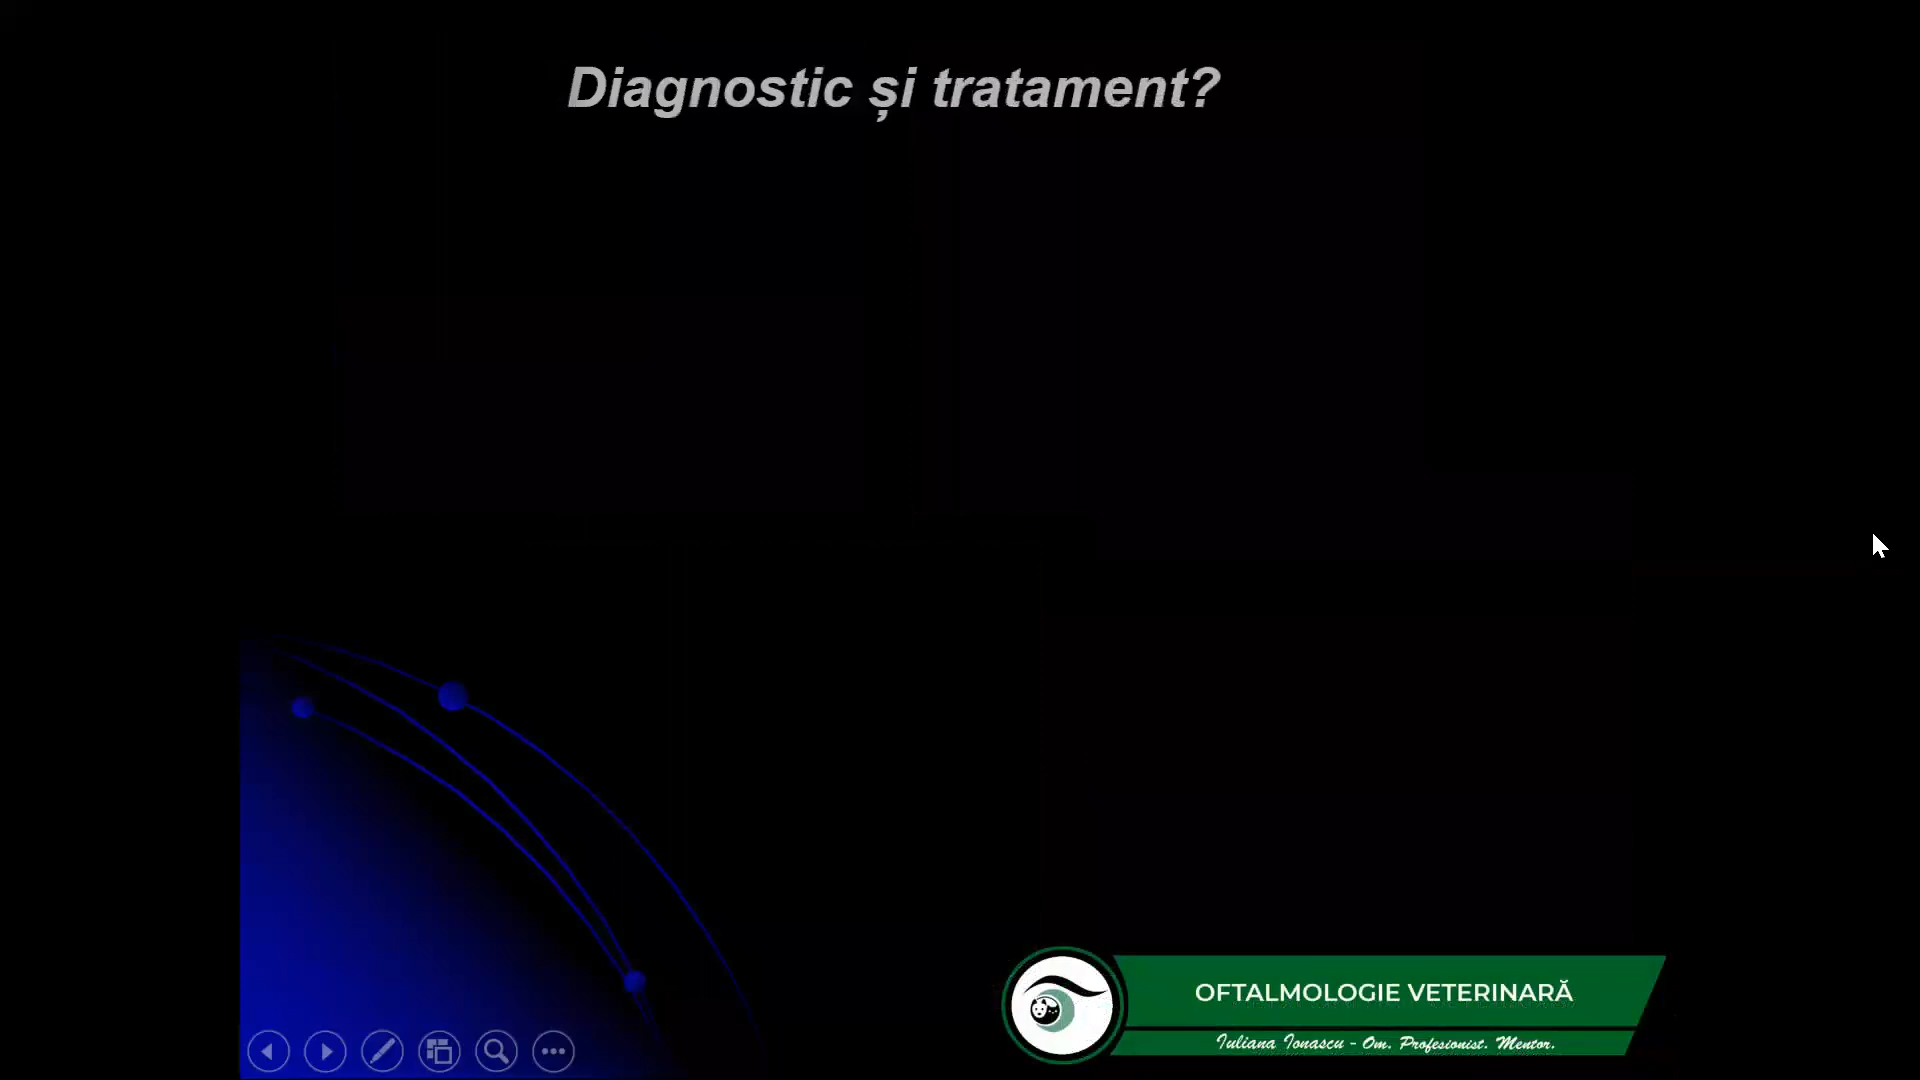 Diagnostic și tratament?
OFTALMOLOGIE VETERINARĂ
Iuliana Ionascu - Om. Profesionist. Mentor.